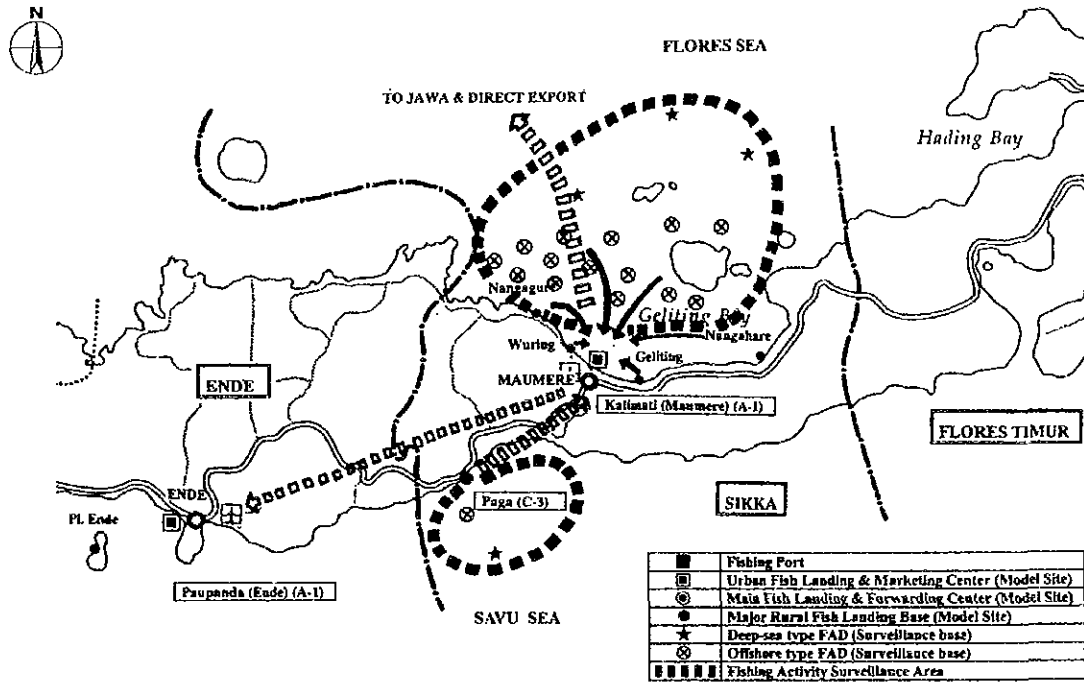 N
FLORES SEA
TO JAWA & DIRECT EXPORT
Hading Bay
Nangagure
Geliting Bay
Nangahare
Wuring
Geliting
MAUMERE
ENDE
Kalimati (Maumere) (A-1)
FLORES TIMUR
ENDE
Paga (C-3)
SIKKA
Pl. Ende
Paupanda (Ende) (A-1)
SAVU SEA
Fishing Port
Urban Fish Landing & Marketing Center (Model Site)
Main Fish Landing & Forwarding Center (Model Site)
Major Rural Fish Landing Base (Model Site)
Deep-sea type FAD (Surveillance base)
Offshore type FAD (Surveillance base)
Fishing Activity Surveillance Area